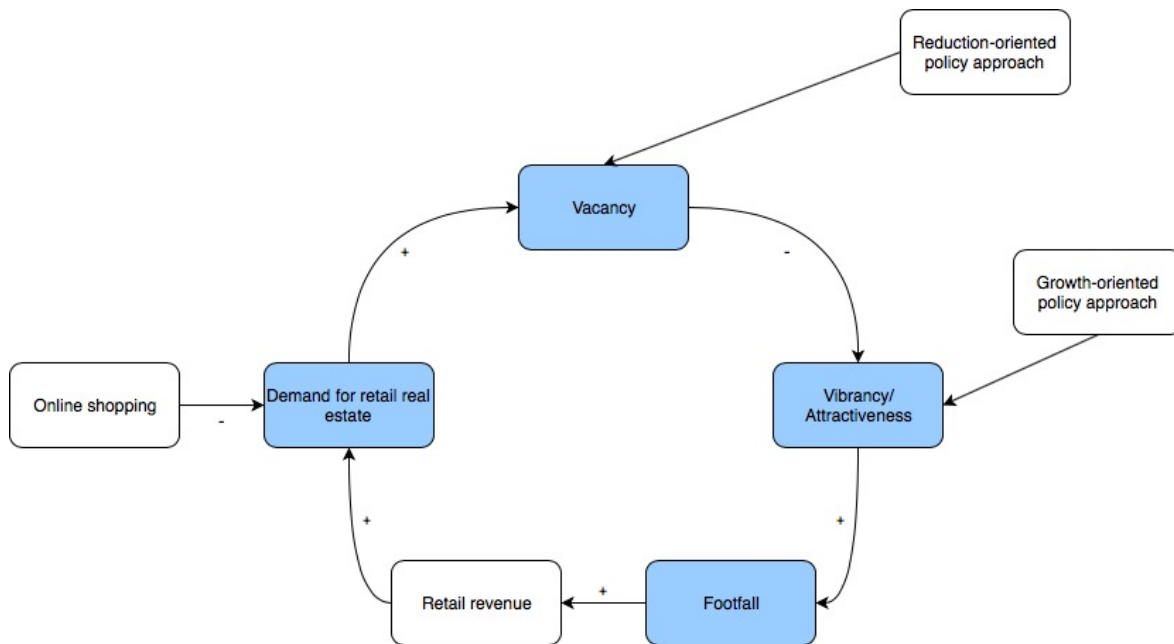 Reduction-oriented
policy approach
Vacancy
+
-
Growth-oriented
policy approach
Online shopping
-
Demand for retail real
estate
Vibrancy/
Attractiveness
+
+
Retail revenue
+
Footfall